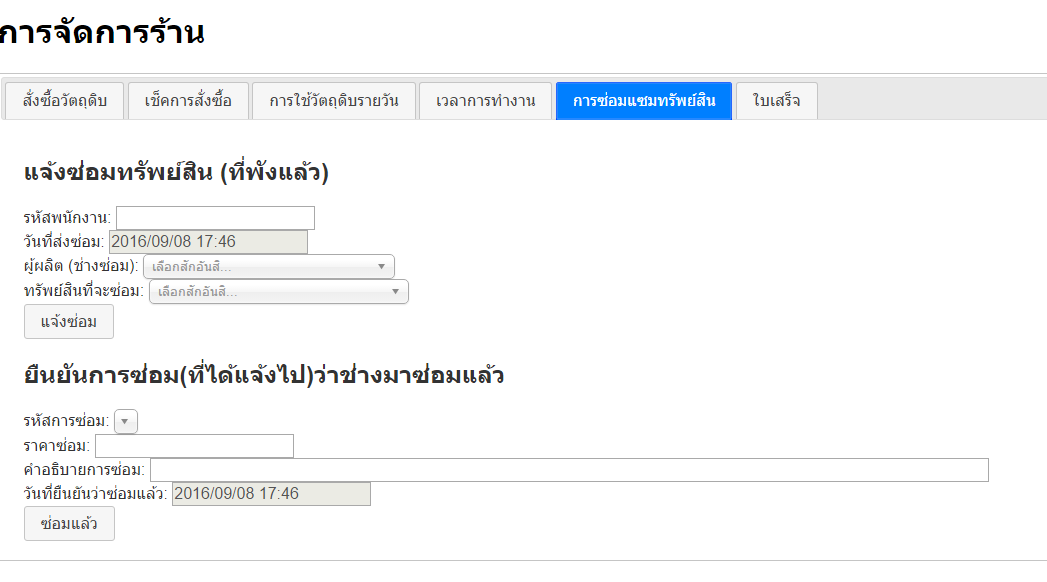 การจัดการร้าน
สั่งซื้อวัตถุดิบ เช็คการสั่งซื้อ การใช้วัตถุดิบรายวัน เวลาการทำงาน การซ่อมแซมทรัพย์สิน ใบเสร็จ
แจ้งซ่อมทรัพย์สิน (ที่พังแล้ว)
รหัสพนักงาน:
วันที่ส่งซ่อม: 2016/09/08 17:46
ผู้ผลิต (ช่างซ่อม): เลือกสักอันสิ...
ทรัพย์สินที่จะซ่อม: เลือกสักอันสิ...
แจ้งซ่อม
ยืนยันการซ่อม(ที่ได้แจ้งไป)ว่าช่างมาซ่อมแล้ว
รหัสการซ่อม:
ราคาซ่อม:
คำอธิบายการซ่อม:
วันที่ยืนยันว่าซ่อมแล้ว: 2016/09/08 17:46
ซ่อมแล้ว